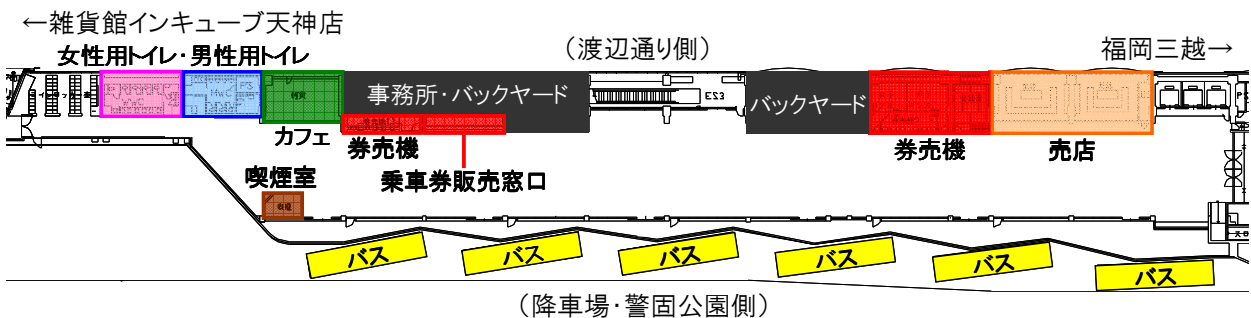 ←雑貨館インキューブ天神店
女性用トイレ・男性用トイレ
(渡辺通り側)
福岡三越→
事務所・バックヤード
ES3
バックヤード
カフェ
券売機
乗車券販売窓口
券売機
売店
喫煙室
バス
バス
バス
バス
バス
バス
(降車場・警固公園側)